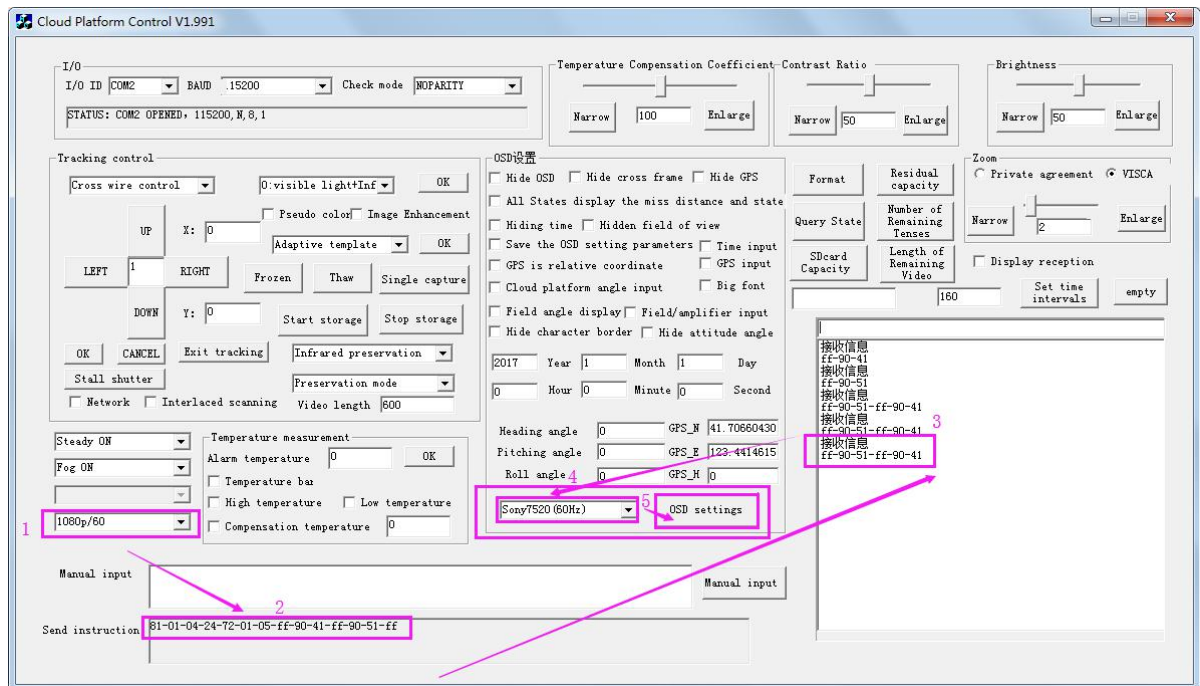 Cloud Platform Control V1.991
I/O
I/O ID COM2 BAUD .15200 Check mode NOPARITY
STATUS: COM2 OPENED, 115200,N,8,1
Temperature Compensation Coefficient
Narrow 100 Enlarge
Contrast Ratio
Narrow 50 Enlarge
Brightness
Narrow 50 Enlarge
Tracking control
Cross wire control 0:visible light+Inf OK
Pseudo color Image Enhancement
UP X: 0
Adaptive template OK
LEFT 1 RIGHT Frozen Thaw Single capture
DOWN Y: 0 Start storage Stop storage
OK CANCEL Exit tracking Infrared preservation
Stall shutter Preservation mode
Network Interlaced scanning Video length 600
OSD设置
Hide OSD Hide cross frame Hide GPS
All States display the miss distance and state
Hiding time Hidden field of view
Save the OSD setting parameters Time input
GPS is relative coordinate GPS input
Cloud platform angle input Big font
Field angle display Field/amplifier input
Hide character border Hide attitude angle
2017 Year 1 Month 1 Day
0 Hour 0 Minute 0 Second
Heading angle 0 GPS_N 41.70660430
Pitching angle 0 GPS_E 123.4414615
Roll angle 0 GPS_H 0
4
Sony7520(60Hz) 5 OSD settings
Format Residual capacity
Query State Number of Remaining Tenses
SDcard Capacity Length of Remaining Video
Zoom
Private agreement VISCA
Narrow 2 Enlarge
Display reception
160 Set time intervals empty
接收信息
ff-90-41
接收信息
ff-90-51
接收信息
ff-90-51-ff-90-41
接收信息
ff-90-51-ff-90-41
接收信息
ff-90-51-ff-90-41
3
Steady ON
Fog ON
1 1080p/60
Temperature measurement
Alarm temperature 0 OK
Temperature bar
High temperature Low temperature
Compensation temperature 0
Manual input Manual input
2
Send instruction 81-01-04-24-72-01-05-ff-90-41-ff-90-51-ff